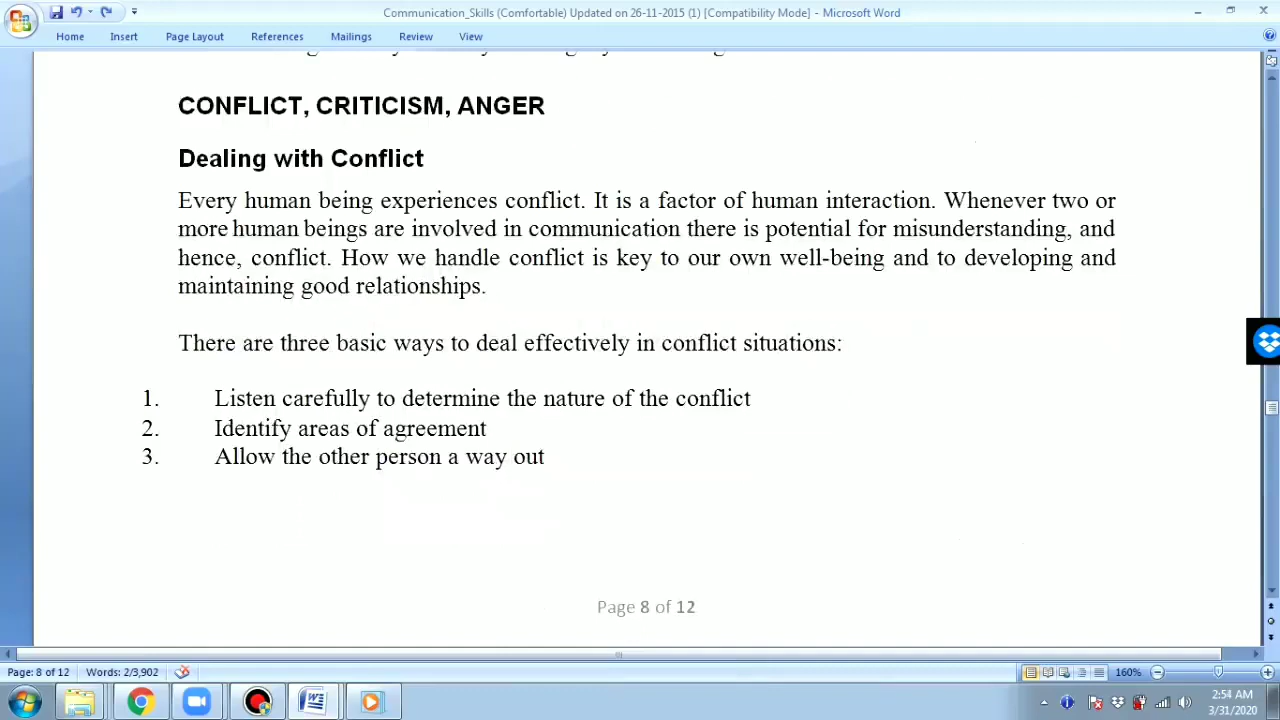 Communication_Skills (Comfortable) Updated on 26-11-2015 (1) [Compatibility Mode] - Microsoft Word
Home Insert Page Layout References Mailings Review View
CONFLICT, CRITICISM, ANGER
Dealing with Conflict
Every human being experiences conflict. It is a factor of human interaction. Whenever two or
more human beings are involved in communication there is potential for misunderstanding, and
hence, conflict. How we handle conflict is key to our own well-being and to developing and
maintaining good relationships.
There are three basic ways to deal effectively in conflict situations:
1. Listen carefully to determine the nature of the conflict
2. Identify areas of agreement
3. Allow the other person a way out
Page 8 of 12
Page: 8 of 12 Words: 2/3,902 160%
2:54 AM
3/31/2020